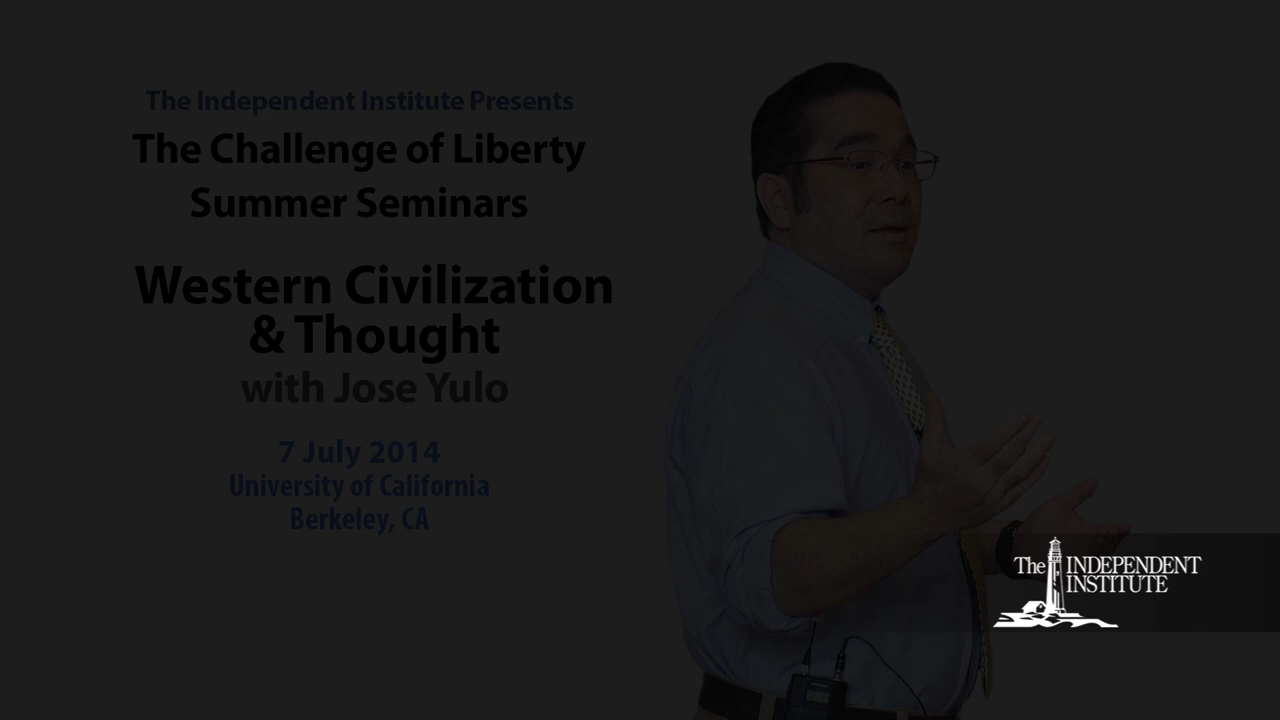 The Independent Institute Presents
The Challenge of Liberty
Summer Seminars
Western Civilization
& Thought
with Jose Yulo
7 July 2014
University of California
Berkeley, CA
The INDEPENDENT
INSTITUTE